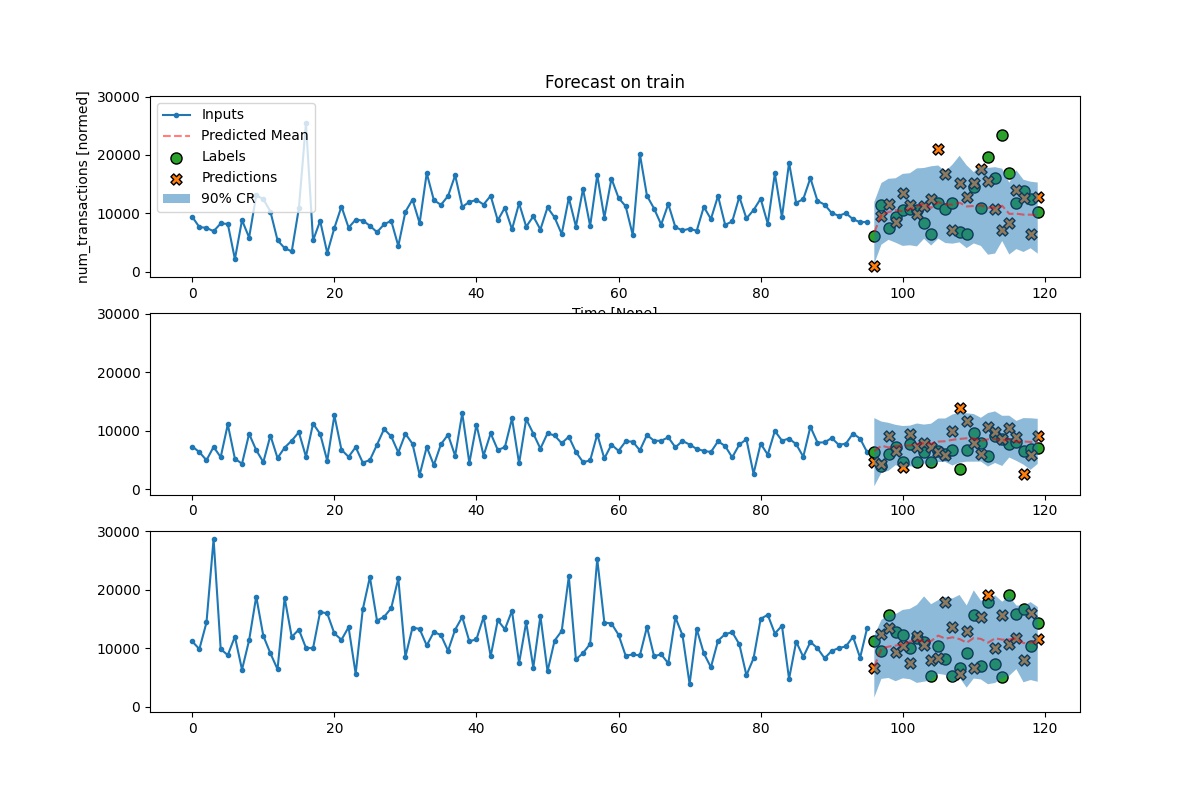 Forecast on train
num_transactions [normed]
30000
20000
10000
0
Inputs
Predicted Mean
Labels
Predictions
90% CR
0 20 40 60 80 100 120
Time [None]
30000
20000
10000
0
0 20 40 60 80 100 120
30000
20000
10000
0
0 20 40 60 80 100 120